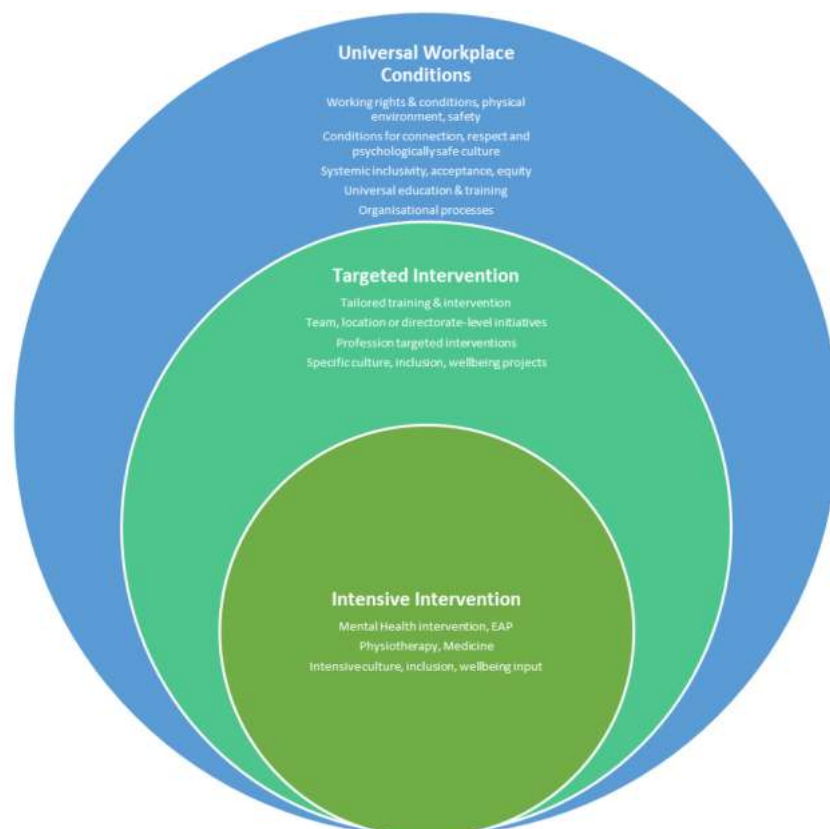 Universal Workplace
Conditions
Working rights & conditions, physical
environment, safety
Conditions for connection, respect and
psychologically safe culture
Systemic inclusivity, acceptance, equity
Universal education & training
Organisational processes
Targeted Intervention
Tailored training & intervention
Team, location or directorate-level initiatives
Profession targeted interventions
Specific culture, inclusion, wellbeing projects
Intensive Intervention
Mental Health intervention, EAP
Physiotherapy, Medicine
Intensive culture, inclusion, wellbeing input